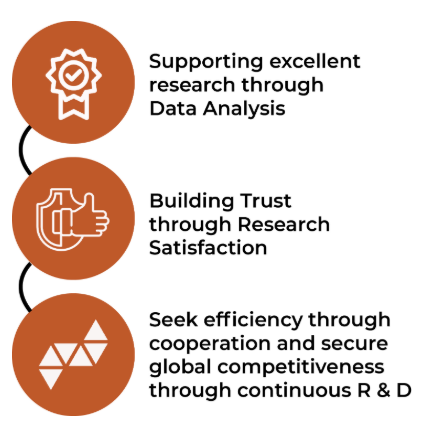 Supporting excellent
research through
Data Analysis
Building Trust
through Research
Satisfaction
Seek efficiency through
cooperation and secure
global competitiveness
through continuous R & D